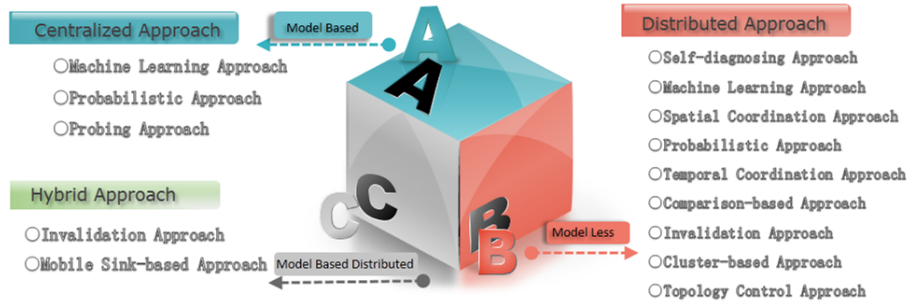 Centralized Approach
○Machine Learning Approach
○Probabilistic Approach
○Probing Approach
Model Based
A
A
Hybrid Approach
○Invalidation Approach
○Mobile Sink-based Approach
Model Based Distributed
C
C
B
B
Model Less
Distributed Approach
○Self-diagnosing Approach
○Machine Learning Approach
○Spatial Coordination Approach
○Probabilistic Approach
○Temporal Coordination Approach
○Comparison-based Approach
○Invalidation Approach
○Cluster-based Approach
○Topology Control Approach